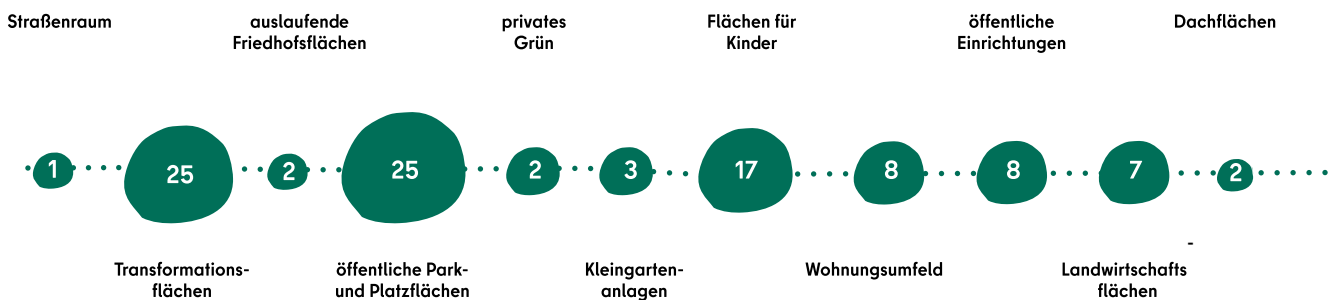 Straßenraum
auslaufende
Friedhofsflächen
privates
Grün
Flächen für
Kinder
öffentliche
Einrichtungen
Dachflächen
1
25
2
25
2
3
17
8
8
7
2
Transformations-
flächen
öffentliche Park-
und Platzflächen
Kleingarten-
anlagen
Wohnungsumfeld
-
Landwirtschafts
flächen